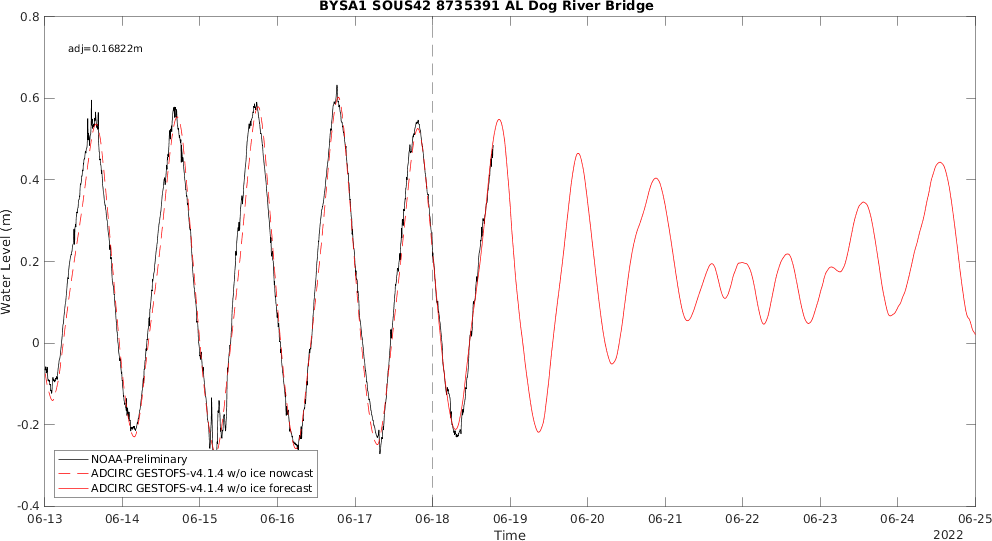 BYSA1 SOUS42 8735391 AL Dog River Bridge
adj=0.16822m
0.8
0.6
0.4
0.2
0
-0.2
-0.4
Water Level (m)
NOAA-Preliminary
ADCIRC GESTOFS-v4.1.4 w/o ice nowcast
ADCIRC GESTOFS-v4.1.4 w/o ice forecast
06-13 06-14 06-15 06-16 06-17 06-18 06-19 06-20 06-21 06-22 06-23 06-24 06-25
Time
2022